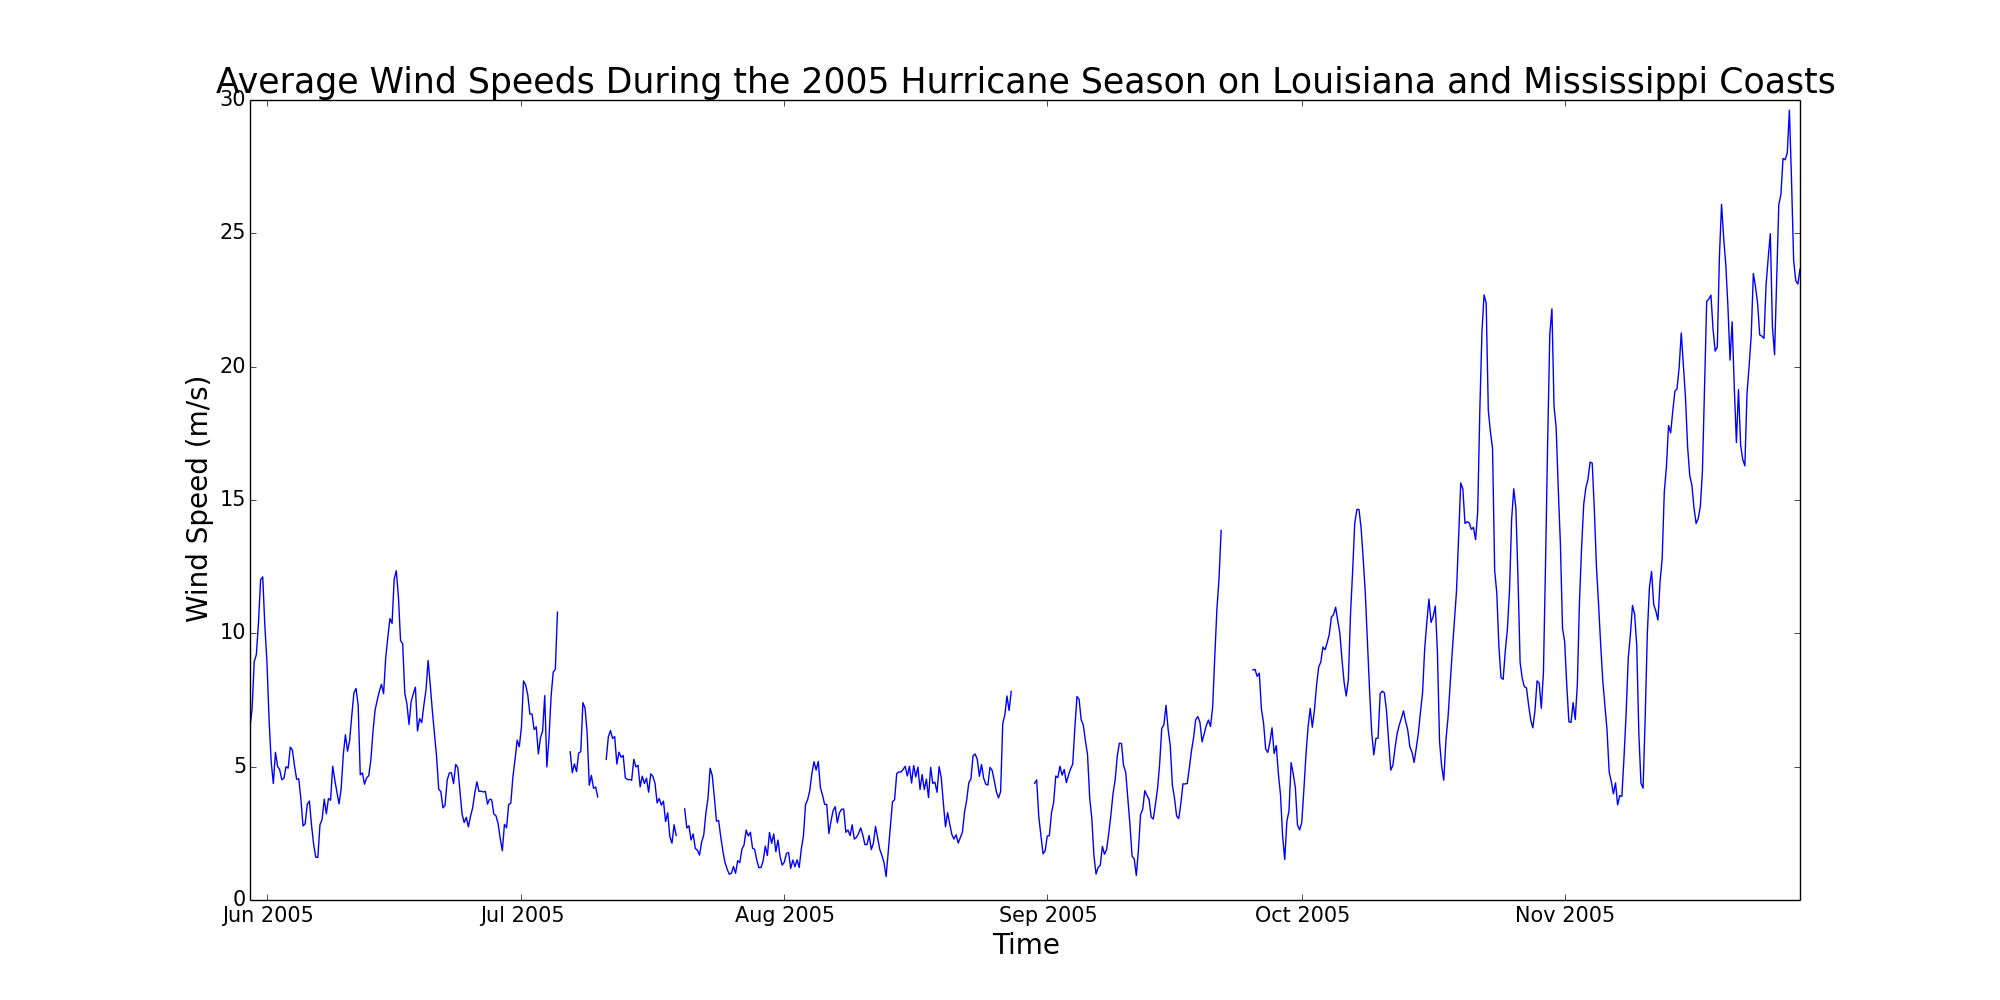 Average Wind Speeds During the 2005 Hurricane Season on Louisiana and Mississippi Coasts
30
25
20
15
10
5
0
Wind Speed (m/s)
Jun 2005 Jul 2005 Aug 2005 Sep 2005 Oct 2005 Nov 2005
Time